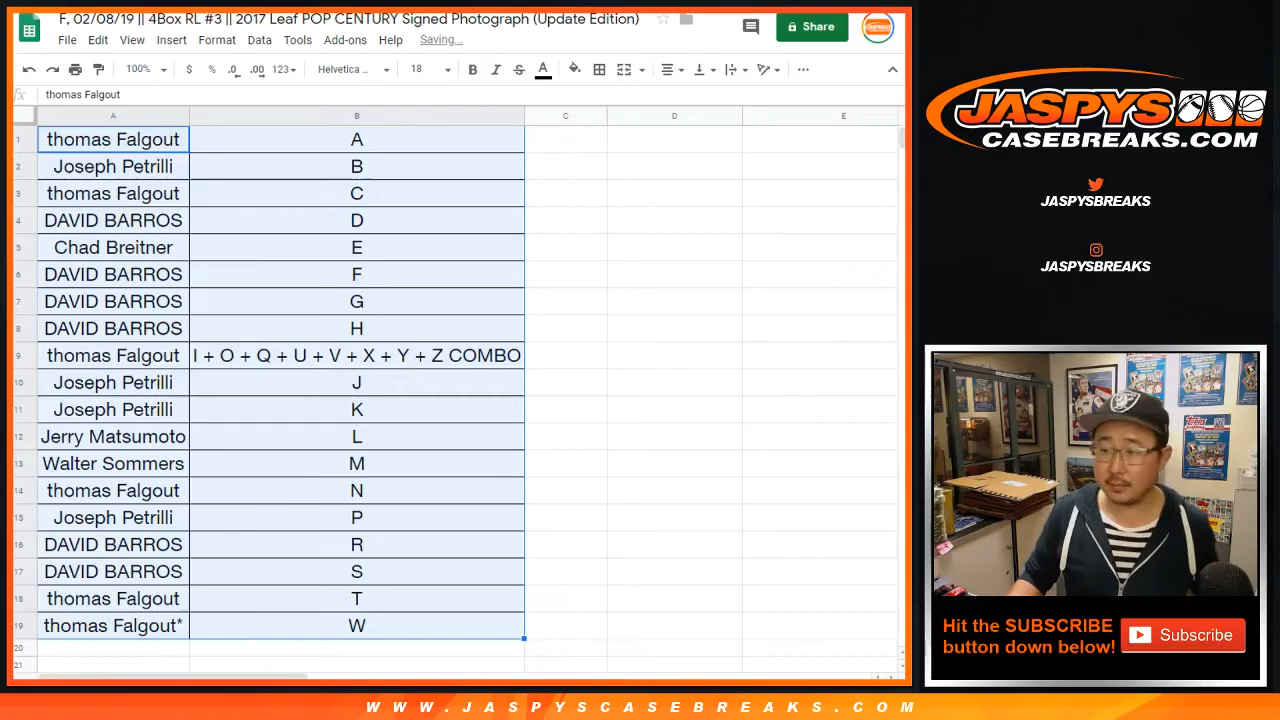 F, 02/08/19 || 4Box RL #3 || 2017 Leaf POP CENTURY Signed Photograph (Update Edition)
File Edit View Insert Format Data Tools Add-ons Help Saving...
Share
100% $ % .0 .00 123 Helvetica ... 18 B I S A
fx thomas Falgout
A B C D E
1 thomas Falgout A
2 Joseph Petrilli B
3 thomas Falgout C
4 DAVID BARROS D
5 Chad Breitner E
6 DAVID BARROS F
7 DAVID BARROS G
8 DAVID BARROS H
9 thomas Falgout I + O + Q + U + V + X + Y + Z COMBO
10 Joseph Petrilli J
11 Joseph Petrilli K
12 Jerry Matsumoto L
13 Walter Sommers M
14 thomas Falgout N
15 Joseph Petrilli P
16 DAVID BARROS R
17 DAVID BARROS S
18 thomas Falgout T
19 thomas Falgout* W
20
21
JASPYS
CASEBREAKS.COM
JASPYSBREAKS
JASPYSBREAKS
Topps
Hit the SUBSCRIBE
button down below!
Subscribe
WWW.JASPYSCASEBREAKS.COM